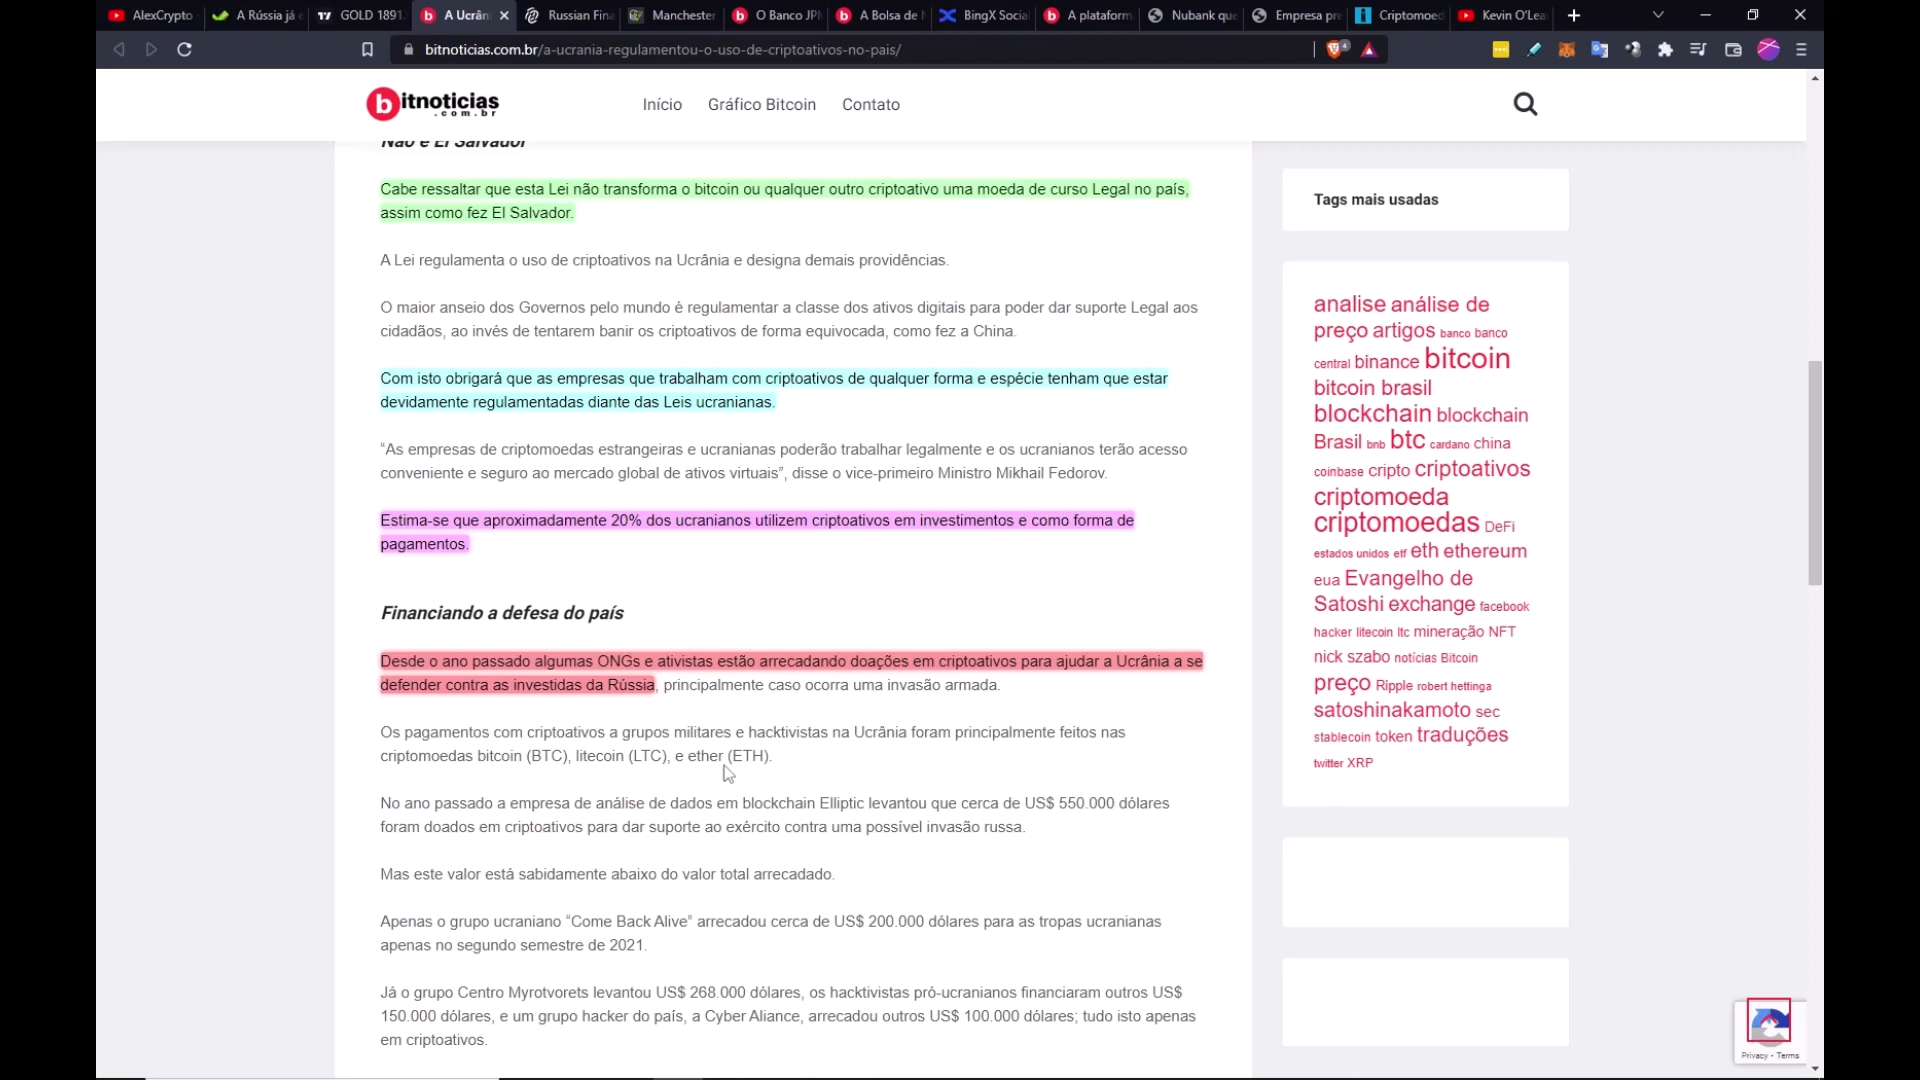 AlexCrypto
A Rússia já
GOLD 1891.
A Ucrân
Russian Fina
Manchester
O Banco JPM
A Bolsa de
BingX Social
A plataform
Nubank que
Empresa pre
Criptomoed
Kevin O'Lea
bitnoticias.com.br/a-ucrania-regulamentou-o-uso-de-criptoativos-no-pais/
bitnoticias
.com.br
Início
Gráfico Bitcoin
Contato
Não é El Salvador
Cabe ressaltar que esta Lei não transforma o bitcoin ou qualquer outro criptoativo uma moeda de curso Legal no país,
assim como fez El Salvador.
A Lei regulamenta o uso de criptoativos na Ucrânia e designa demais providências.
O maior anseio dos Governos pelo mundo é regulamentar a classe dos ativos digitais para poder dar suporte Legal aos
cidadãos, ao invés de tentarem banir os criptoativos de forma equivocada, como fez a China.
Com isto obrigará que as empresas que trabalham com criptoativos de qualquer forma e espécie tenham que estar
devidamente regulamentadas diante das Leis ucranianas.
“As empresas de criptomoedas estrangeiras e ucranianas poderão trabalhar legalmente e os ucranianos terão acesso
conveniente e seguro ao mercado global de ativos virtuais”, disse o vice-primeiro Ministro Mikhail Fedorov.
Estima-se que aproximadamente 20% dos ucranianos utilizem criptoativos em investimentos e como forma de
pagamentos.
Financiando a defesa do país
Desde o ano passado algumas ONGs e ativistas estão arrecadando doações em criptoativos para ajudar a Ucrânia a se
defender contra as investidas da Rússia, principalmente caso ocorra uma invasão armada.
Os pagamentos com criptoativos a grupos militares e hacktivistas na Ucrânia foram principalmente feitos nas
criptomoedas bitcoin (BTC), litecoin (LTC), e ether (ETH).
No ano passado a empresa de análise de dados em blockchain Elliptic levantou que cerca de US$ 550.000 dólares
foram doados em criptoativos para dar suporte ao exército contra uma possível invasão russa.
Mas este valor está sabidamente abaixo do valor total arrecadado.
Apenas o grupo ucraniano “Come Back Alive” arrecadou cerca de US$ 200.000 dólares para as tropas ucranianas
apenas no segundo semestre de 2021.
Já o grupo Centro Myrotvorets levantou US$ 268.000 dólares, os hacktivistas pró-ucranianos financiaram outros US$
150.000 dólares, e um grupo hacker do país, a Cyber Aliance, arrecadou outros US$ 100.000 dólares; tudo isto apenas
em criptoativos.
Tags mais usadas
analise análise de
preço artigos banco banco
central binance bitcoin
bitcoin brasil
blockchain blockchain
Brasil bnb btc cardano china
coinbase cripto criptoativos
criptomoeda
criptomoedas DeFi
estados unidos etf eth ethereum
eua Evangelho de
Satoshi exchange facebook
hacker litecoin ltc mineração NFT
nick szabo notícias Bitcoin
preço Ripple robert hettinga
satoshinakamoto sec
stablecoin token traduções
twitter XRP
Privacy - Terms